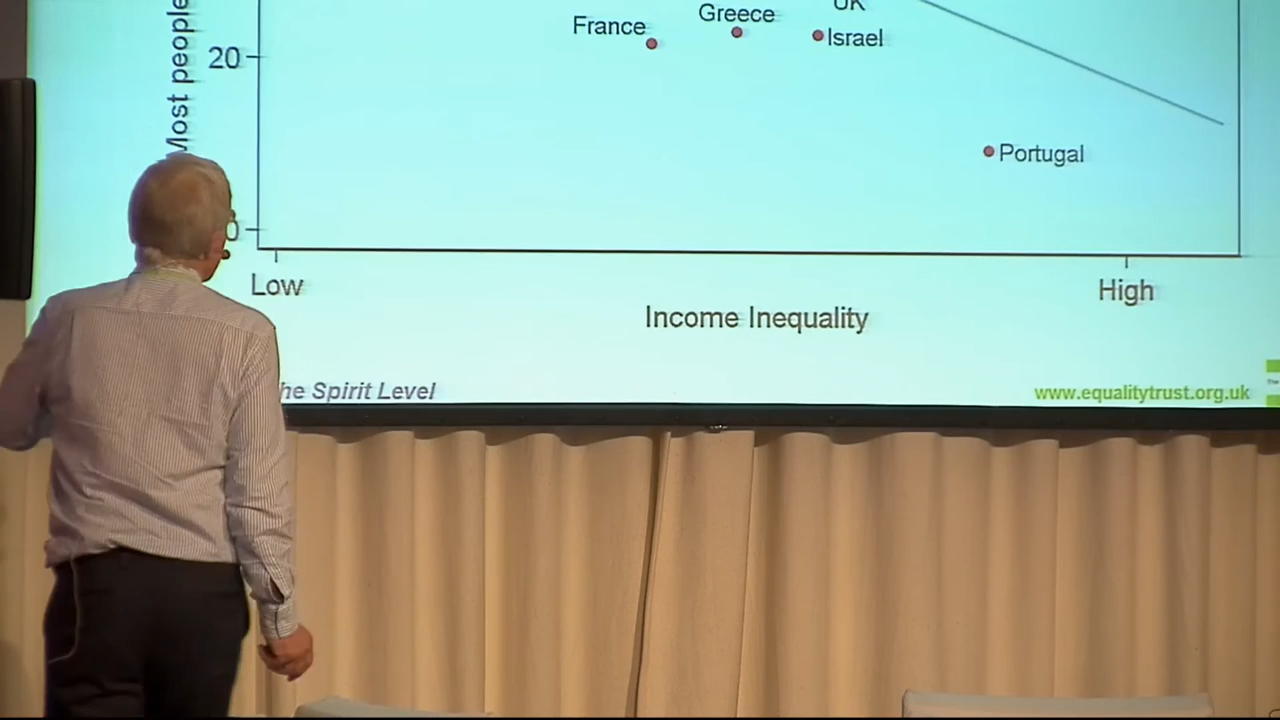 UK
Greece
France
Israel
20
Most people
Portugal
0
Low
High
Income Inequality
he Spirit Level
www.equalitytrust.org.uk